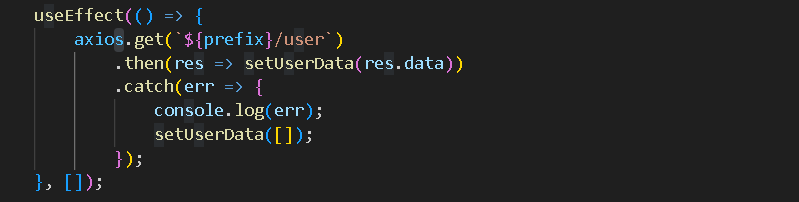 useEffect(() => {
    axios.get(`${prefix}/user`)
        .then(res => setUserData(res.data))
        .catch(err => {
            console.log(err);
            setUserData([]);
        });
}, []);